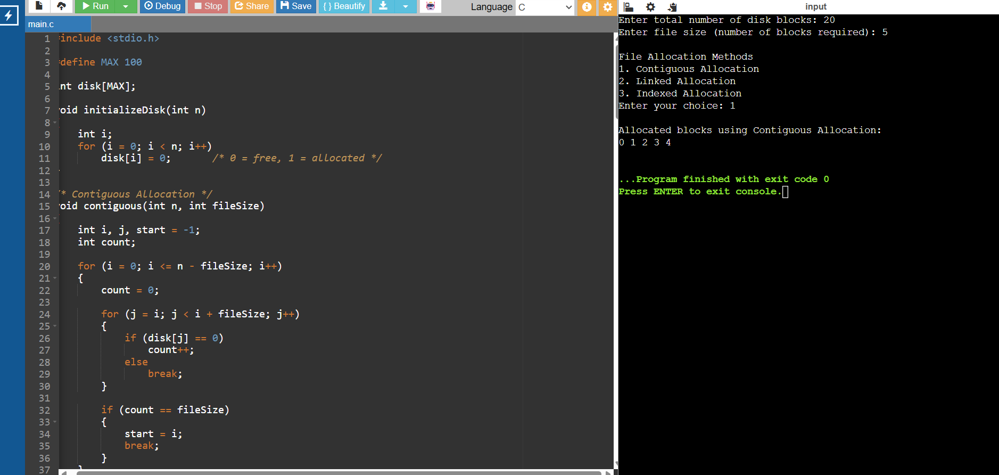 Run
Debug
Stop
Share
Save
{ } Beautify
Language C
input
main.c
1 #include <stdio.h>
2
3 #define MAX 100
4
5 int disk[MAX];
6
7 void initializeDisk(int n)
8
9 int i;
10 for (i = 0; i < n; i++)
11 disk[i] = 0; /* 0 = free, 1 = allocated */
12 }
13
14 /* Contiguous Allocation */
15 void contiguous(int n, int fileSize)
16
17 int i, j, start = -1;
18 int count;
19
20 for (i = 0; i <= n - fileSize; i++)
21 {
22 count = 0;
23
24 for (j = i; j < i + fileSize; j++)
25 {
26 if (disk[j] == 0)
27 count++;
28 else
29 break;
30 }
31
32 if (count == fileSize)
33 {
34 start = i;
35 break;
36 }
37 }
Enter total number of disk blocks: 20
Enter file size (number of blocks required): 5
File Allocation Methods
1. Contiguous Allocation
2. Linked Allocation
3. Indexed Allocation
Enter your choice: 1
Allocated blocks using Contiguous Allocation:
0 1 2 3 4
...Program finished with exit code 0
Press ENTER to exit console.